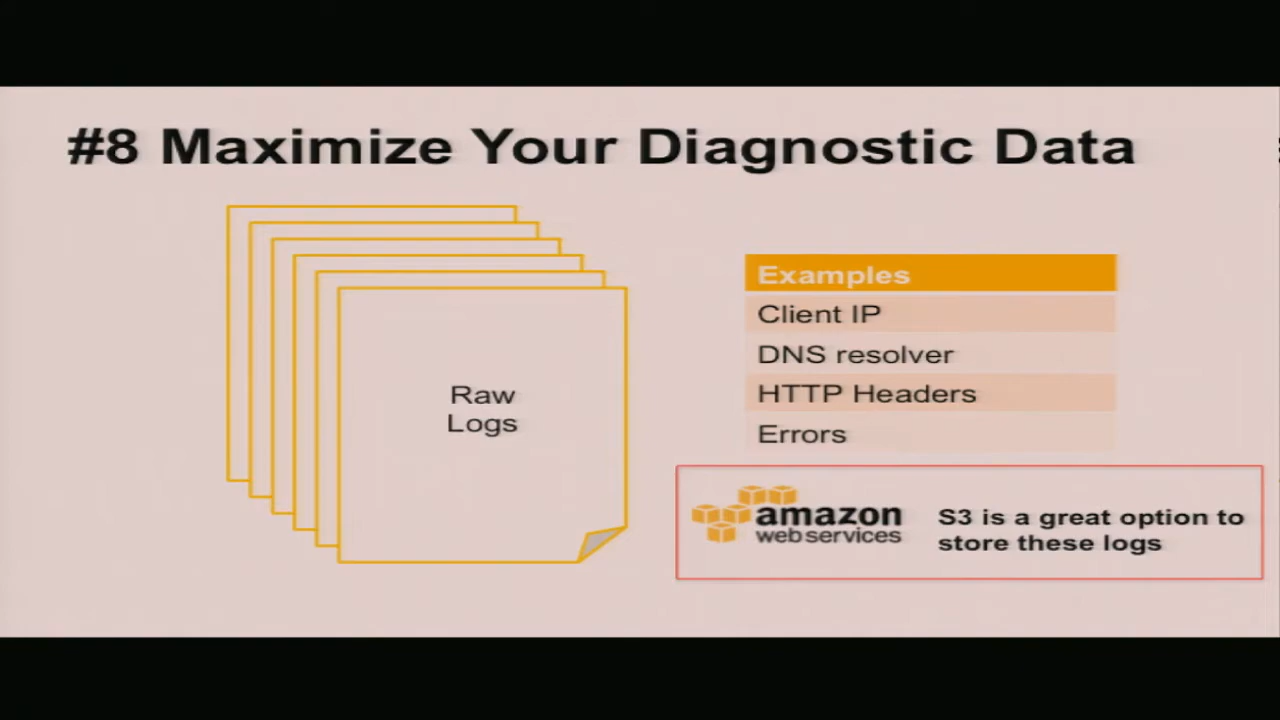 #8 Maximize Your Diagnostic Data
Raw
Logs
Examples
Client IP
DNS resolver
HTTP Headers
Errors
amazon
webservices
S3 is a great option to
store these logs